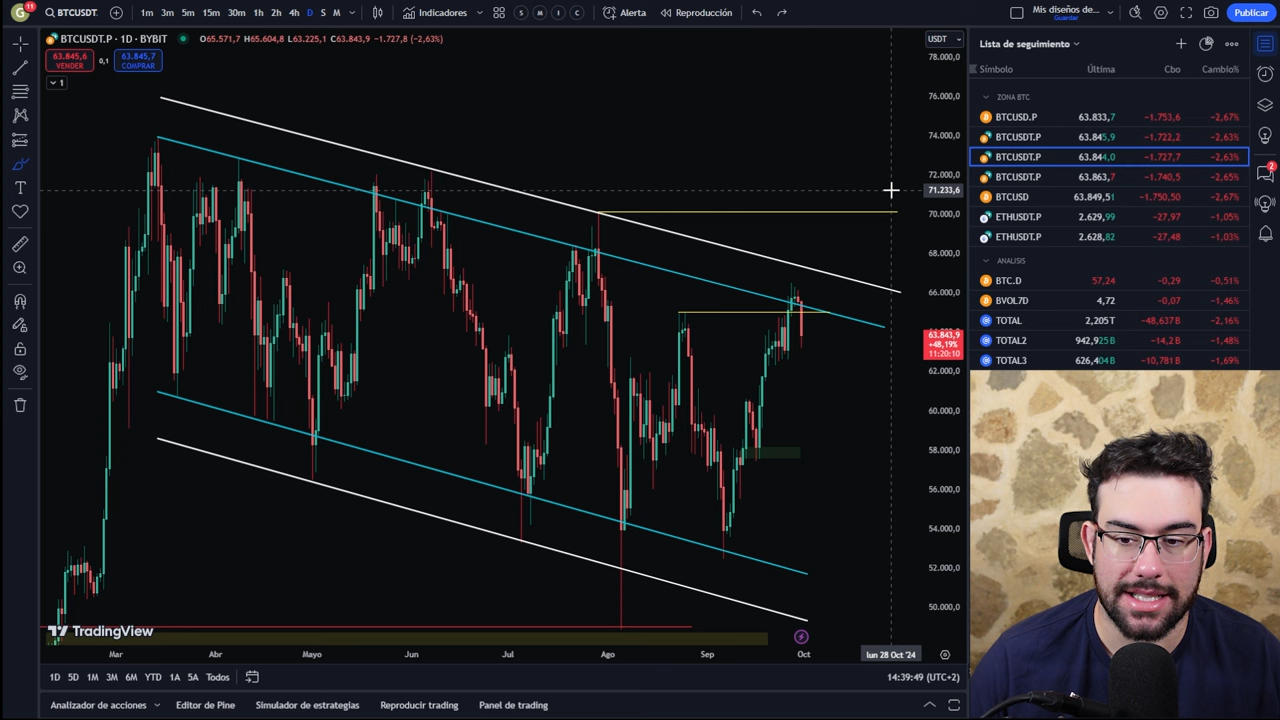 G
11
BTCUSDT.
1m 3m 5m 15m 30m 1h 2h 4h D S M
Indicadores
S M I C
Alerta
Reproducción
Mis diseños de...
Guardar
Publicar
BTCUSDT.P · 1D · BYBIT
O65.571,7 H65.604,8 L63.225,1 C63.843,9 −1.727,8 (−2,63%)
63.845,6
VENDER
0,1
63.845,7
COMPRAR
1
USDT
78.000,0
76.000,0
74.000,0
72.000,0
71.233,6
70.000,0
68.000,0
66.000,0
63.843,9
+48,19%
11:20:10
62.000,0
60.000,0
58.000,0
56.000,0
54.000,0
52.000,0
50.000,0
TradingView
Mar Abr Mayo Jun Jul Ago Sep Oct
lun 28 Oct '24
1D 5D 1M 3M 6M YTD 1A 5A Todos
14:39:49 (UTC+2)
Analizador de acciones
Editor de Pine
Simulador de estrategias
Reproducir trading
Panel de trading
Lista de seguimiento
Símbolo Última Cbo Cambio%
ZONA BTC
BTCUSD.P 63.833,7 −1.753,6 −2,67%
BTCUSDT.P 63.845,9 −1.722,2 −2,63%
BTCUSDT.P 63.844,0 −1.727,7 −2,63%
BTCUSDT.P 63.863,7 −1.740,5 −2,65%
BTCUSD 63.849,51 −1.750,50 −2,67%
ETHUSDT.P 2.629,99 −27,97 −1,05%
ETHUSDT.P 2.628,82 −27,48 −1,03%
ANALISIS
BTC.D 57,24 −0,29 −0,51%
BVOL7D 4,72 −0,07 −1,46%
TOTAL 2,205T −48,637B −2,16%
TOTAL2 942,925B −14,2 B −1,48%
TOTAL3 626,404B −10,781B −1,69%
2